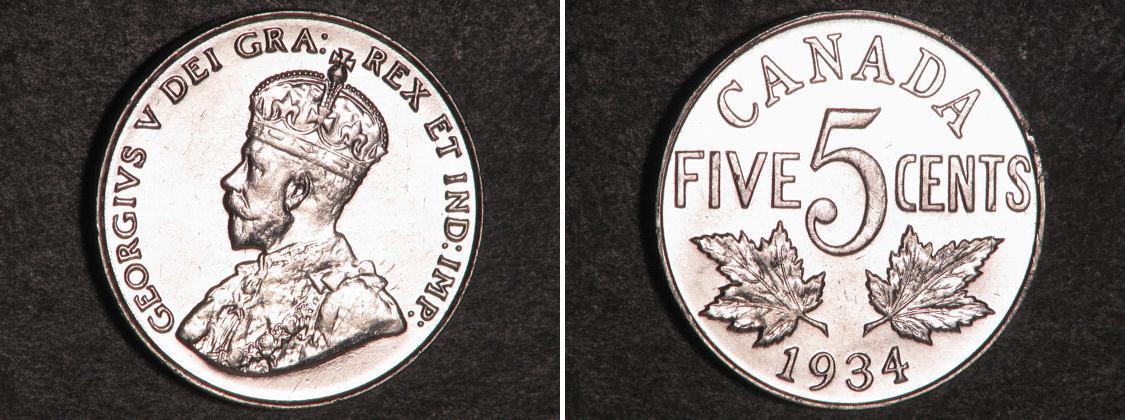 GEORGIVS V DEI GRA: REX ET IND: IMP:
CANADA
FIVE 5 CENTS
1934